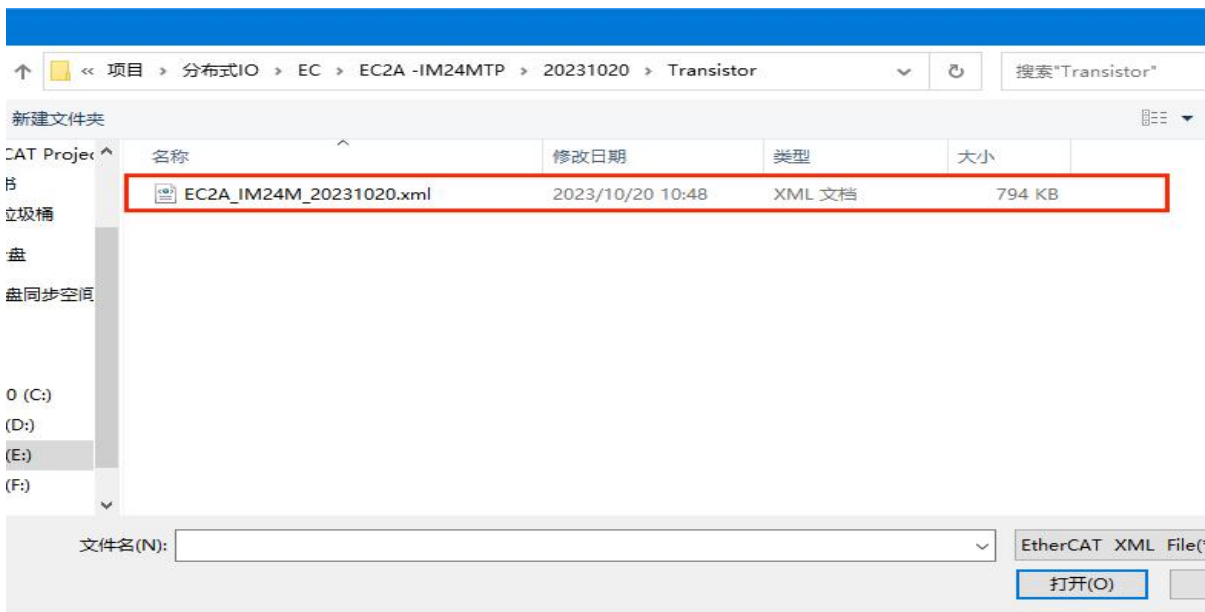 « 项目 › 分布式IO › EC › EC2A -IM24MTP › 20231020 › Transistor 搜索"Transistor"
新建文件夹
CAT Projec
名称 修改日期 类型 大小
书
EC2A_IM24M_20231020.xml 2023/10/20 10:48 XML 文档 794 KB
垃圾桶
盘
盘同步空间
0 (C:)
(D:)
(E:)
(F:)
文件名(N):
EtherCAT XML File(*
打开(O)